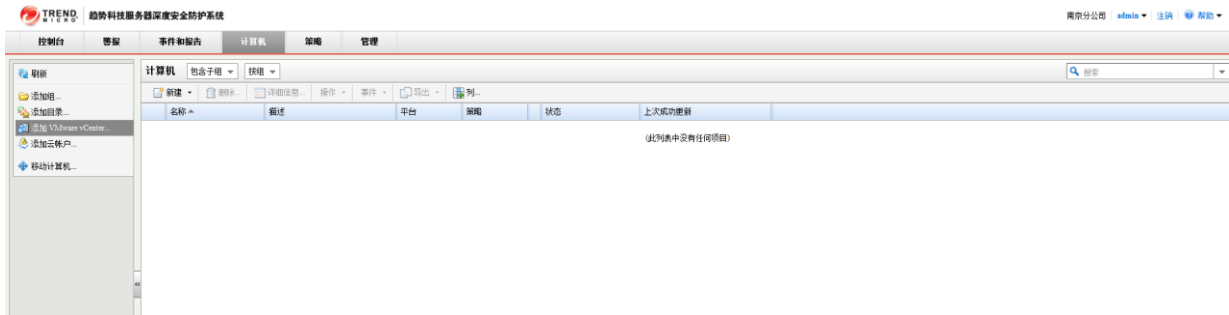 TREND MICRO 趋势科技服务器深度安全防护系统 南京分公司 admin 注销 帮助
控制台 警报 事件和报告 计算机 策略 管理
刷新 计算机 包含子组 按组 搜索
添加组... 新建 删除... 详细信息... 操作 事件 导出 列...
添加目录... 名称 描述 平台 策略 状态 上次成功更新
添加 VMware vCenter...
(此列表中没有任何项目)
添加云帐户...
移动计算机...